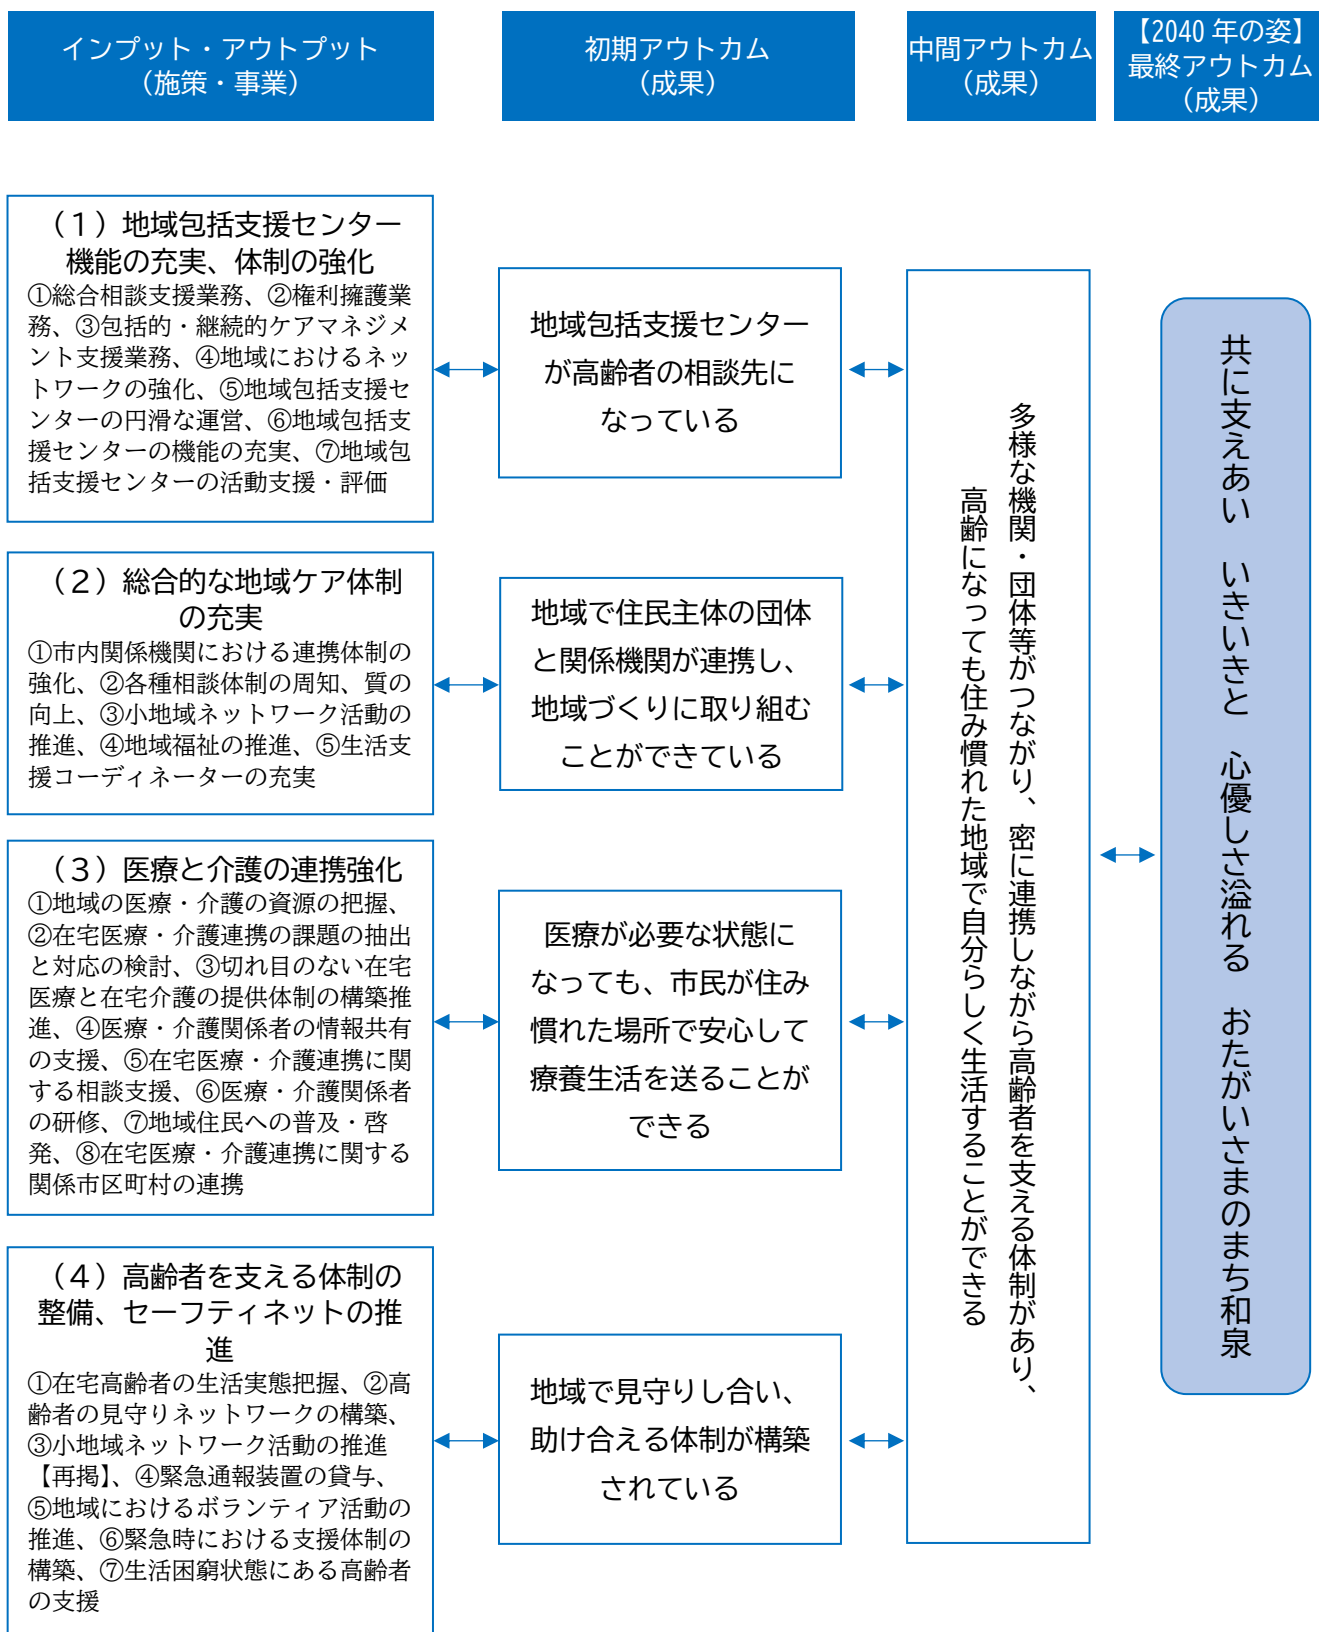 インプット・アウトプット
（施策・事業）
初期アウトカム
（成果）
中間アウトカム
（成果）
【2040 年の姿】
最終アウトカム
（成果）
（１）地域包括支援センター
機能の充実、体制の強化
①総合相談支援業務、②権利擁護業
務、③包括的・継続的ケアマネジメ
ント支援業務、④地域におけるネッ
トワークの強化、⑤地域包括支援セ
ンターの円滑な運営、⑥地域包括支
援センターの機能の充実、⑦地域包
括支援センターの活動支援・評価
地域包括支援センター
が高齢者の相談先に
なっている
（２）総合的な地域ケア体制
の充実
①市内関係機関における連携体制の
強化、②各種相談体制の周知、質の
向上、③小地域ネットワーク活動の
推進、④地域福祉の推進、⑤生活支
援コーディネーターの充実
地域で住民主体の団体
と関係機関が連携し、
地域づくりに取り組む
ことができている
（３）医療と介護の連携強化
①地域の医療・介護の資源の把握、
②在宅医療・介護連携の課題の抽出
と対応の検討、③切れ目のない在宅
医療と在宅介護の提供体制の構築推
進、④医療・介護関係者の情報共有
の支援、⑤在宅医療・介護連携に関
する相談支援、⑥医療・介護関係者
の研修、⑦地域住民への普及・啓
発、⑧在宅医療・介護連携に関する
関係市区町村の連携
医療が必要な状態に
なっても、市民が住み
慣れた場所で安心して
療養生活を送ることが
できる
（４）高齢者を支える体制の
整備、セーフティネットの推
進
①在宅高齢者の生活実態把握、②高
齢者の見守りネットワークの構築、
③小地域ネットワーク活動の推進
【再掲】、④緊急通報装置の貸与、
⑤地域におけるボランティア活動の
推進、⑥緊急時における支援体制の
構築、⑦生活困窮状態にある高齢者
の支援
地域で見守りし合い、
助け合える体制が構築
されている
多様な機関・団体等がつながり、密に連携しながら高齢者を支える体制があり、
高齢になっても住み慣れた地域で自分らしく生活することができる
共に支えあい　いきいきと　心優しさ溢れる　おたがいさまのまち和泉